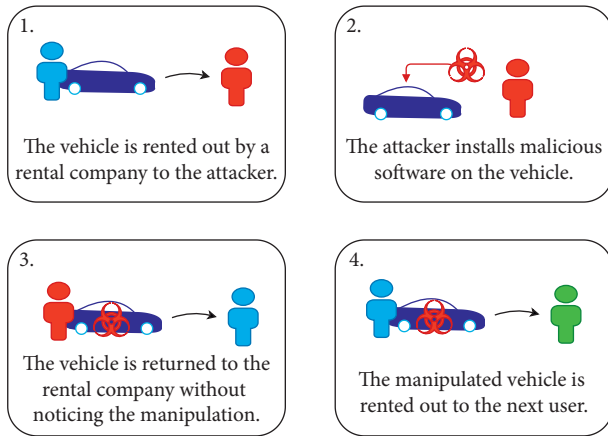 1.
The vehicle is rented out by a
rental company to the attacker.
2.
The attacker installs malicious
software on the vehicle.
3.
The vehicle is returned to the
rental company without
noticing the manipulation.
4.
The manipulated vehicle is
rented out to the next user.